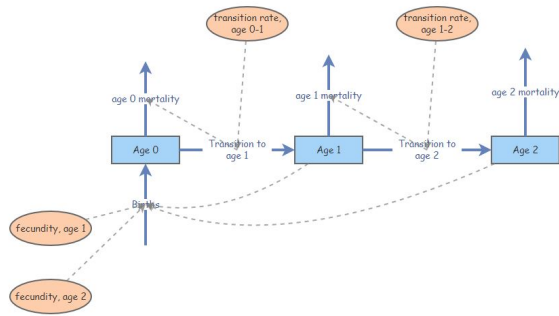 transition rate,
age 0-1
transition rate,
age 1-2
age 0 mortality
age 1 mortality
age 2 mortality
Age 0
Transition to
age 1
Age 1
Transition to
age 2
Age 2
Births
fecundity, age 1
fecundity, age 2